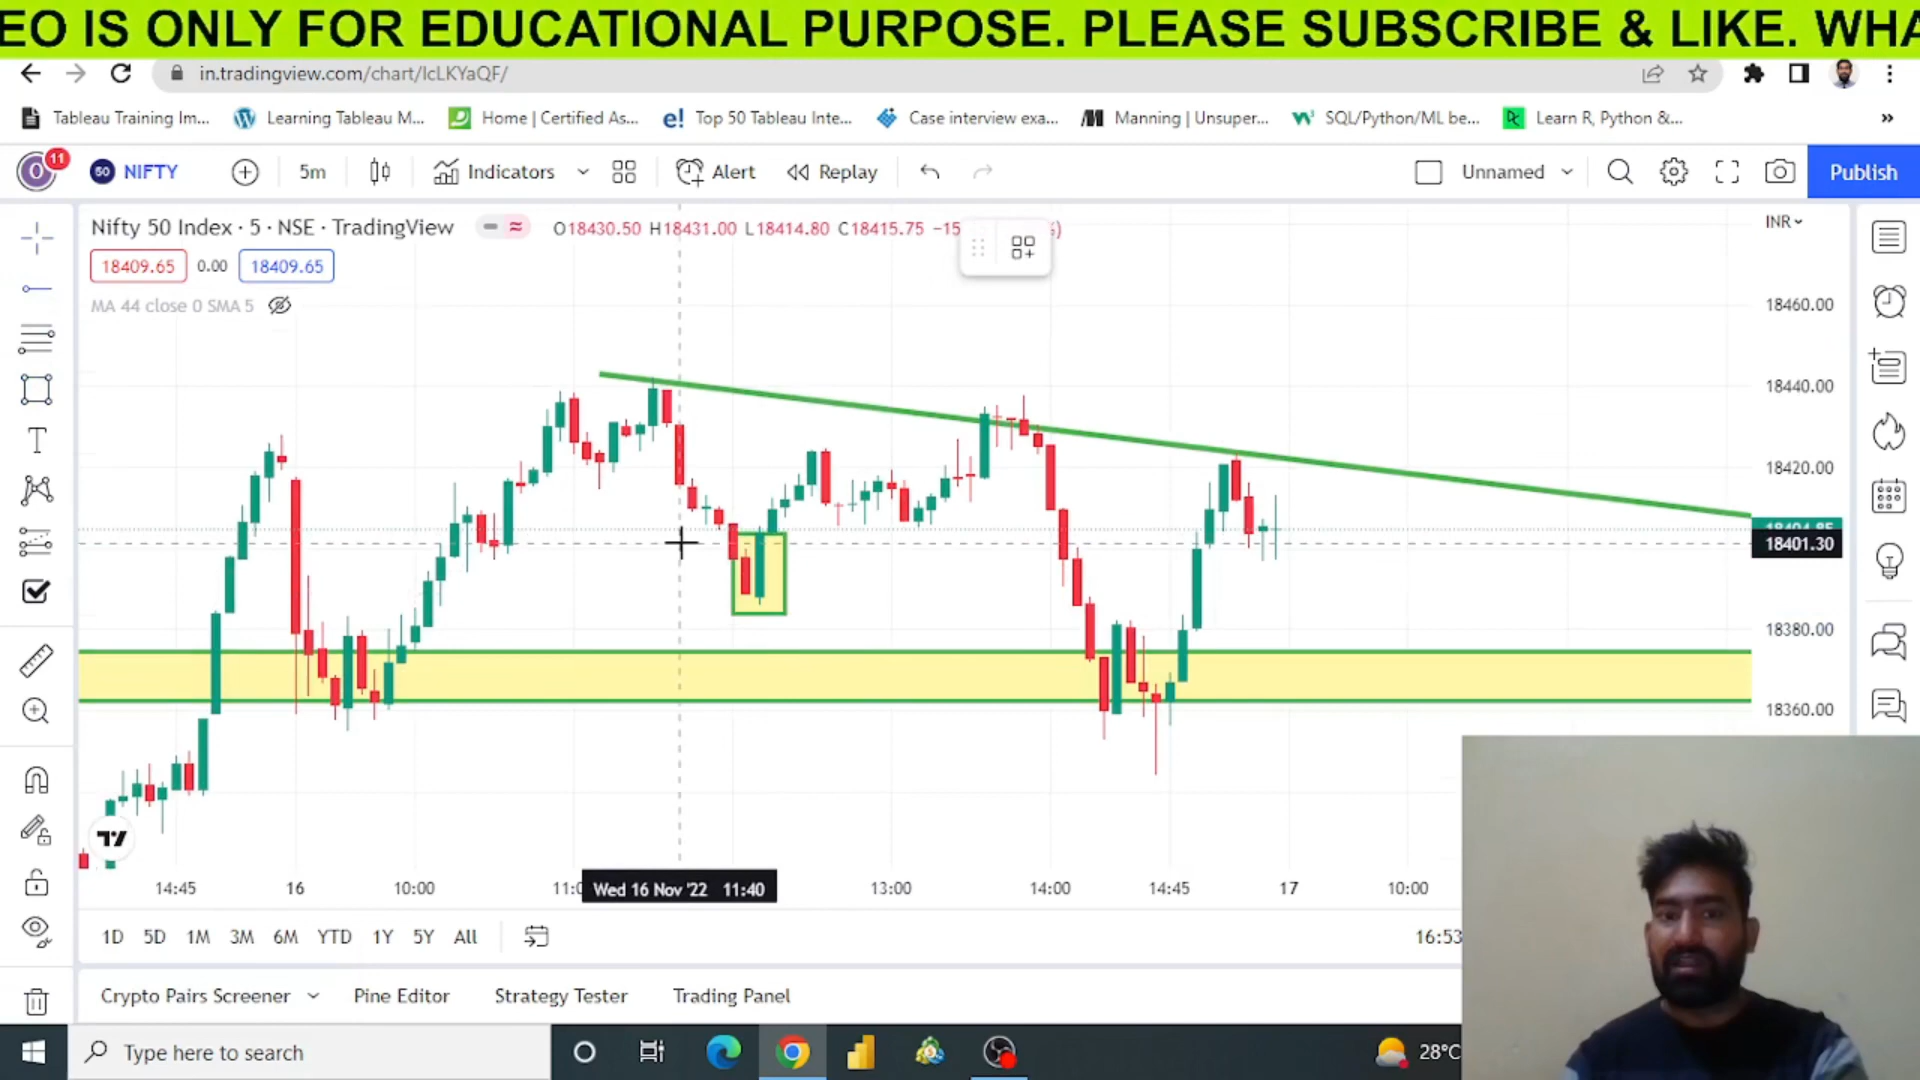 EO IS ONLY FOR EDUCATIONAL PURPOSE. PLEASE SUBSCRIBE & LIKE. WHA
in.tradingview.com/chart/IcLKYaQF/
Tableau Training Im... Learning Tableau M... Home | Certified As... e! Top 50 Tableau Inte... Case interview exa... Manning | Unsuper... SQL/Python/ML be... Learn R, Python &... »
O 11 50 NIFTY 5m Indicators Alert Replay Unnamed Publish
Nifty 50 Index · 5 · NSE · TradingView O18430.50 H18431.00 L18414.80 C18415.75 −15 INR
18409.65 0.00 18409.65
MA 44 close 0 SMA 5
18460.00
18440.00
18420.00
18401.30
18380.00
18360.00
14:45 16 10:00 11:0 Wed 16 Nov '22 11:40 13:00 14:00 14:45 17 10:00
1D 5D 1M 3M 6M YTD 1Y 5Y All 16:53
Crypto Pairs Screener Pine Editor Strategy Tester Trading Panel
Type here to search 28°C